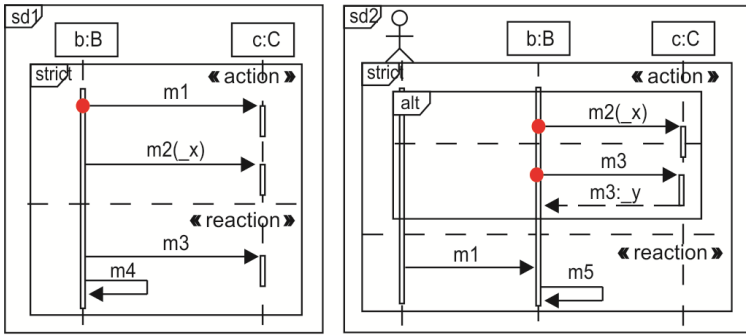 sd1
b:B
c:C
strict
«action»
m1
m2(_x)
«reaction»
m3
m4
sd2
b:B
c:C
strict
«action»
alt
m2(_x)
m3
m3:_y
«reaction»
m1
m5